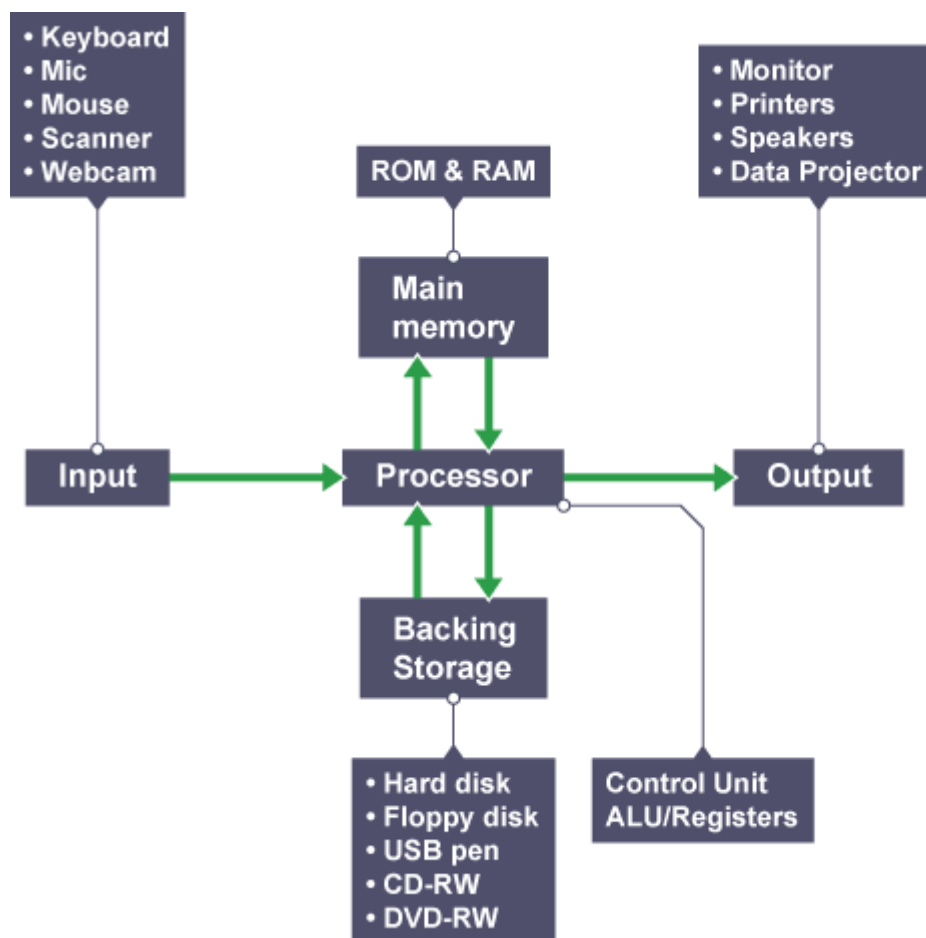 • Keyboard
• Mic
• Mouse
• Scanner
• Webcam
• Monitor
• Printers
• Speakers
• Data Projector
ROM & RAM
Main
memory
Input
Processor
Output
Backing
Storage
• Hard disk
• Floppy disk
• USB pen
• CD-RW
• DVD-RW
Control Unit
ALU/Registers